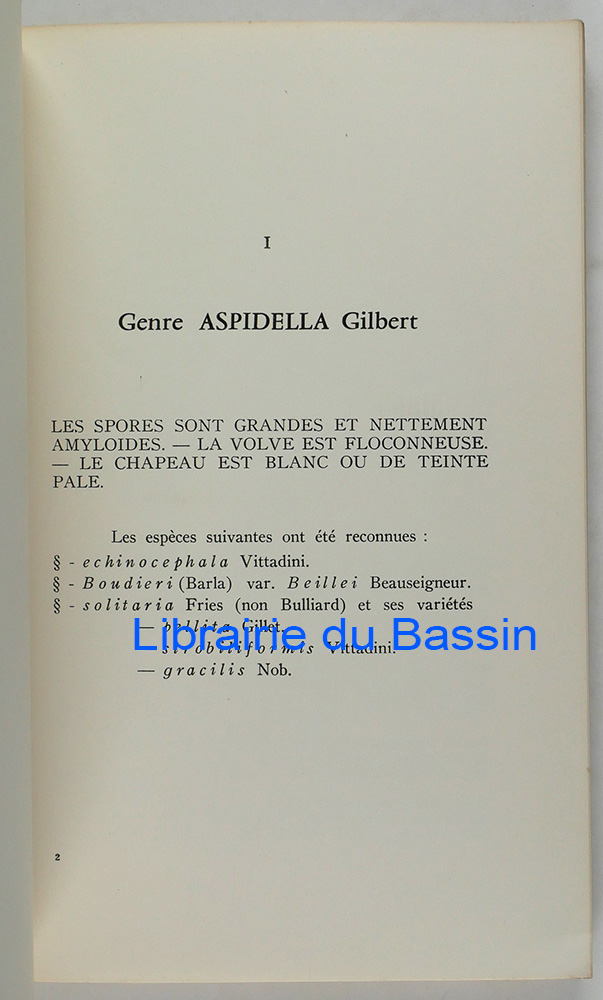 I
Genre ASPIDELLA Gilbert
LES SPORES SONT GRANDES ET NETTEMENT
AMYLOIDES. — LA VOLVE EST FLOCONNEUSE.
— LE CHAPEAU EST BLANC OU DE TEINTE
PALE.
Les espèces suivantes ont été reconnues :
§ - echinocephala Vittadini.
§ - Boudieri (Barla) var. Beillei Beauseigneur.
§ - solitaria Fries (non Bulliard) et ses variétés
— pellita Gillet.
Librairie du Bassin
— strobiliformis Vittadini.
— gracilis Nob.
2